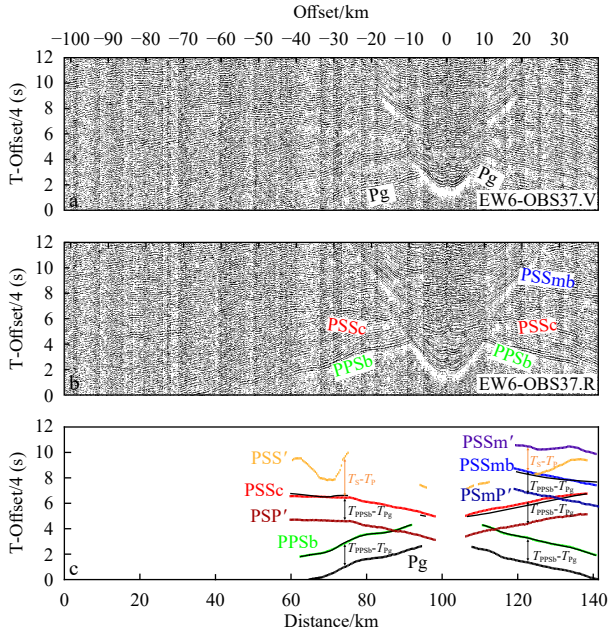 Offset/km
−100 −90 −80 −70 −60 −50 −40 −30 −20 −10 0 10 20 30
T-Offset/4 (s)
12
10
8
6
4
2
0
Pg
Pg
a
EW6-OBS37.V
T-Offset/4 (s)
12
10
8
6
4
2
0
PSSmb
PSSc
PSSc
PPSb
PPSb
b
EW6-OBS37.R
T-Offset/4 (s)
12
10
8
6
4
2
0
PSSm′
PSS′
PSSmb
TS-TP
TS-TP
PSSc
PSmP′
TPPSb-TPg
TPPSb-TPg
PSP′
PPSb
TPPSb-TPg
TPPSb-TPg
Pg
c
0 20 40 60 80 100 120 140
Distance/km